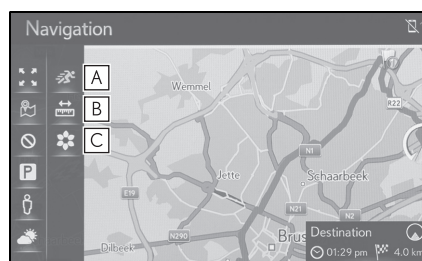 Navigation
A
B
C
P
Wemmel
R22
N1
Jette
Schaarbeek
E19
N21
N2
N290
Brus
Dilbeek
Destination
01:29 pm 4.0 km